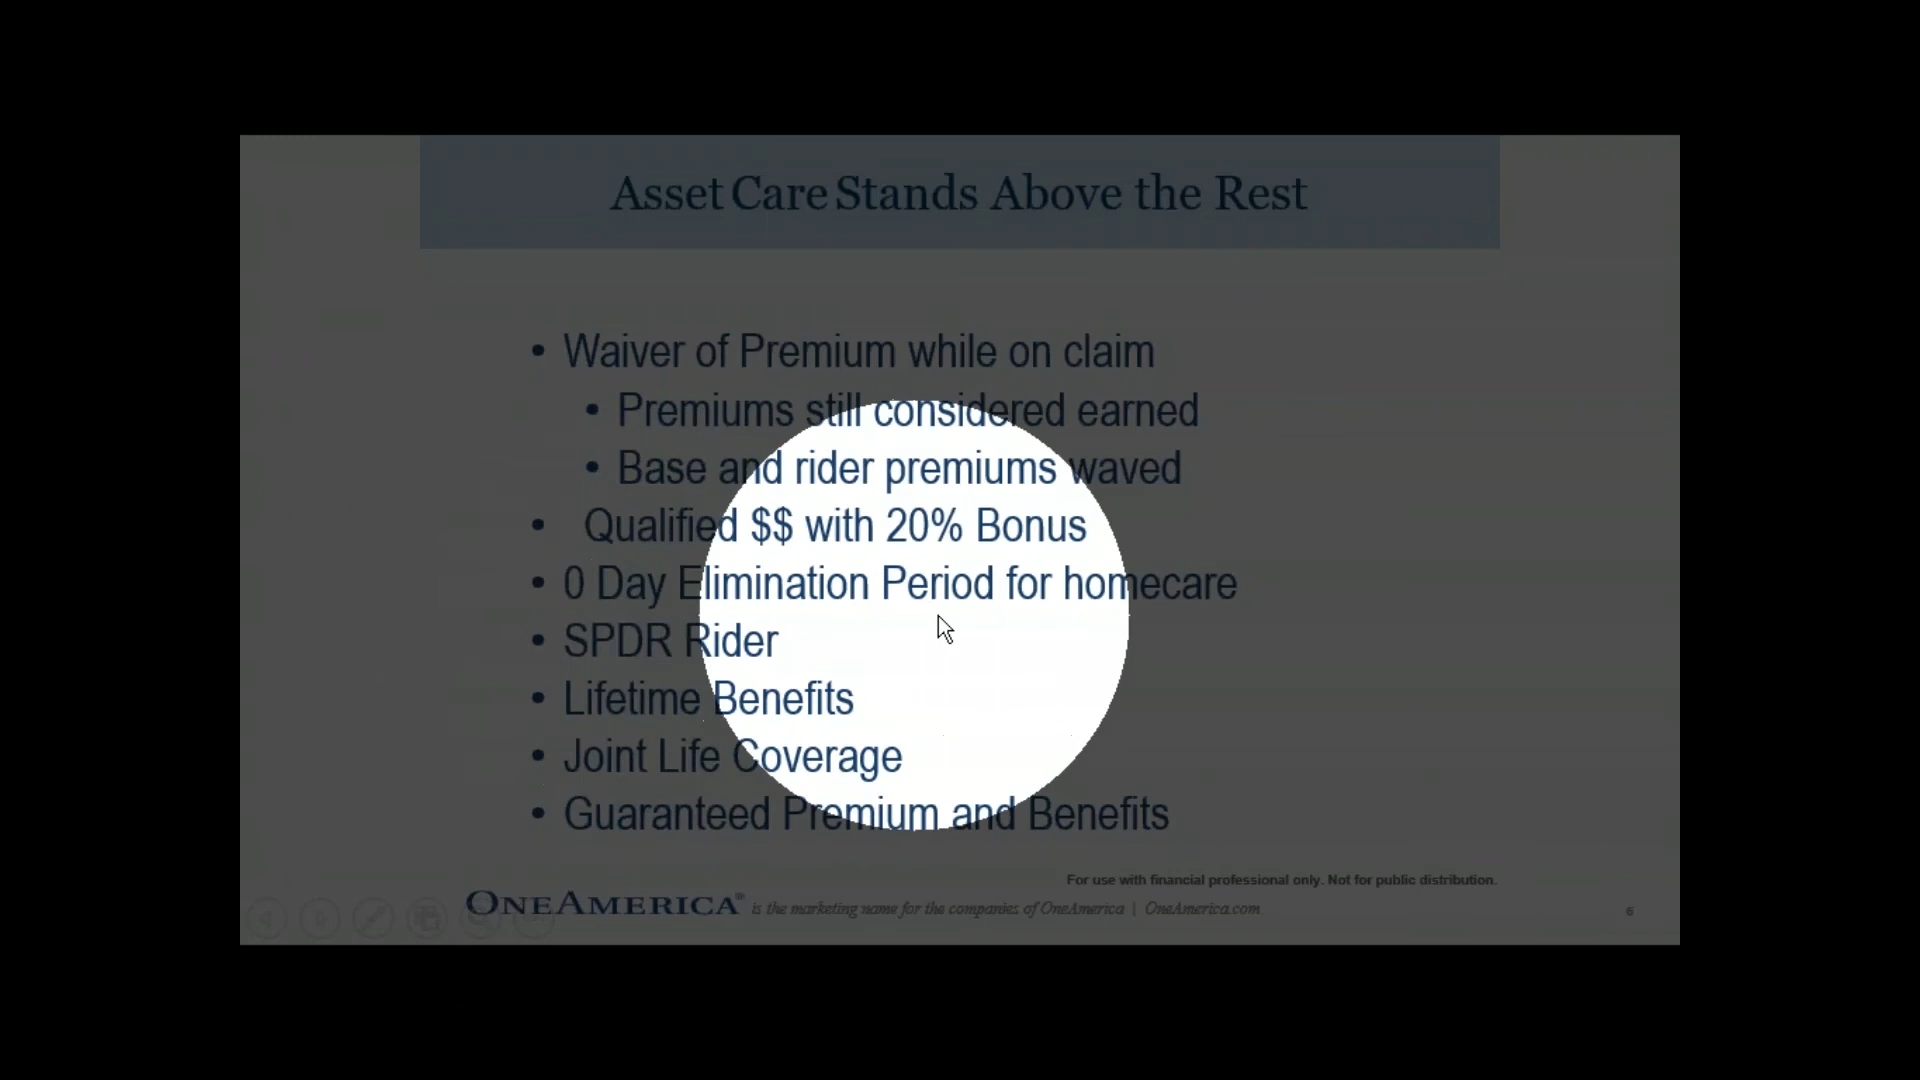 Asset Care Stands Above the Rest
• Waiver of Premium while on claim
• Premiums still considered earned
• Base and rider premiums waved
• Qualified $$ with 20% Bonus
• 0 Day Elimination Period for homecare
• SPDR Rider
• Lifetime Benefits
• Joint Life Coverage
• Guaranteed Premium and Benefits
For use with financial professional only. Not for public distribution.
ONEAMERICA is the marketing name for the companies of OneAmerica | OneAmerica.com
6